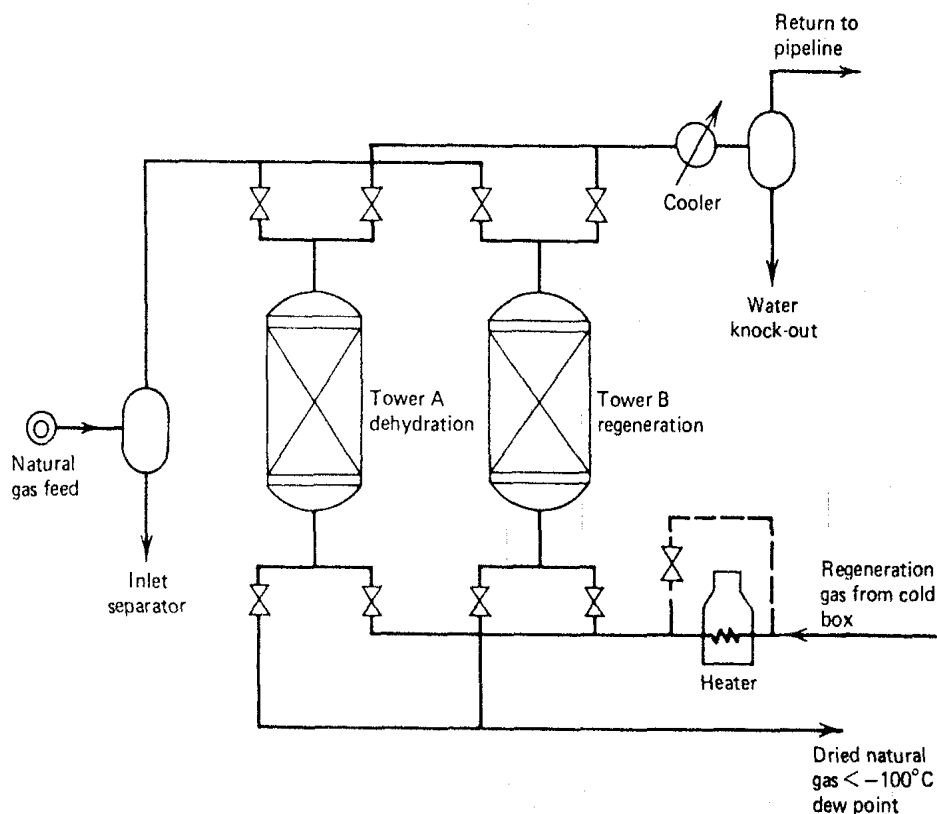 Return to
pipeline
Cooler
Water
knock-out
Tower A
dehydration
Tower B
regeneration
Natural
gas feed
Inlet
separator
Regeneration
gas from cold
box
Heater
Dried natural
gas < −100°C
dew point